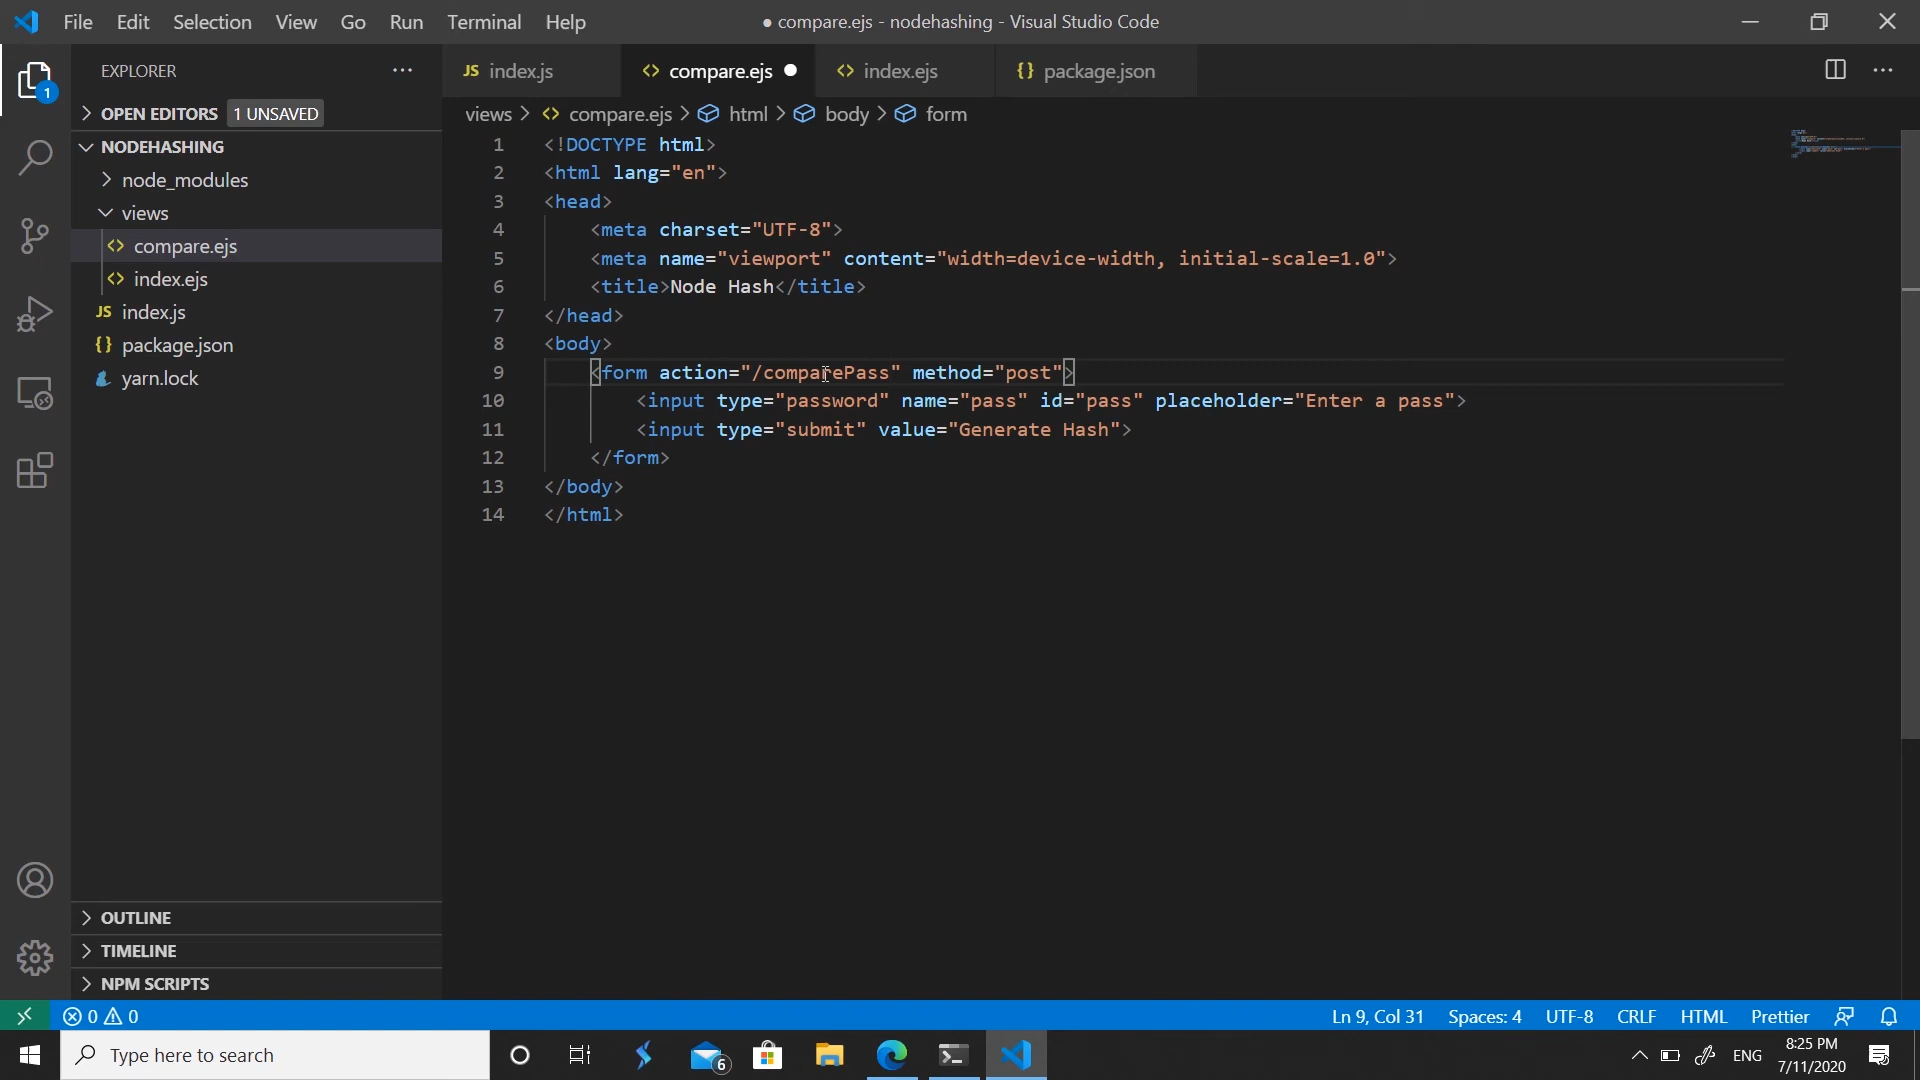 File Edit Selection View Go Run Terminal Help
● compare.ejs - nodehashing - Visual Studio Code
EXPLORER
1
OPEN EDITORS 1 UNSAVED
NODEHASHING
node_modules
views
<> compare.ejs
<> index.ejs
JS index.js
{} package.json
yarn.lock
OUTLINE
TIMELINE
NPM SCRIPTS
JS index.js <> compare.ejs ● <> index.ejs {} package.json
views > <> compare.ejs > html > body > form
1 <!DOCTYPE html>
2 <html lang="en">
3 <head>
4 <meta charset="UTF-8">
5 <meta name="viewport" content="width=device-width, initial-scale=1.0">
6 <title>Node Hash</title>
7 </head>
8 <body>
9 <form action="/comparePass" method="post">
10 <input type="password" name="pass" id="pass" placeholder="Enter a pass">
11 <input type="submit" value="Generate Hash">
12 </form>
13 </body>
14 </html>
0 0 Ln 9, Col 31 Spaces: 4 UTF-8 CRLF HTML Prettier
Type here to search
6
ENG
8:25 PM
7/11/2020